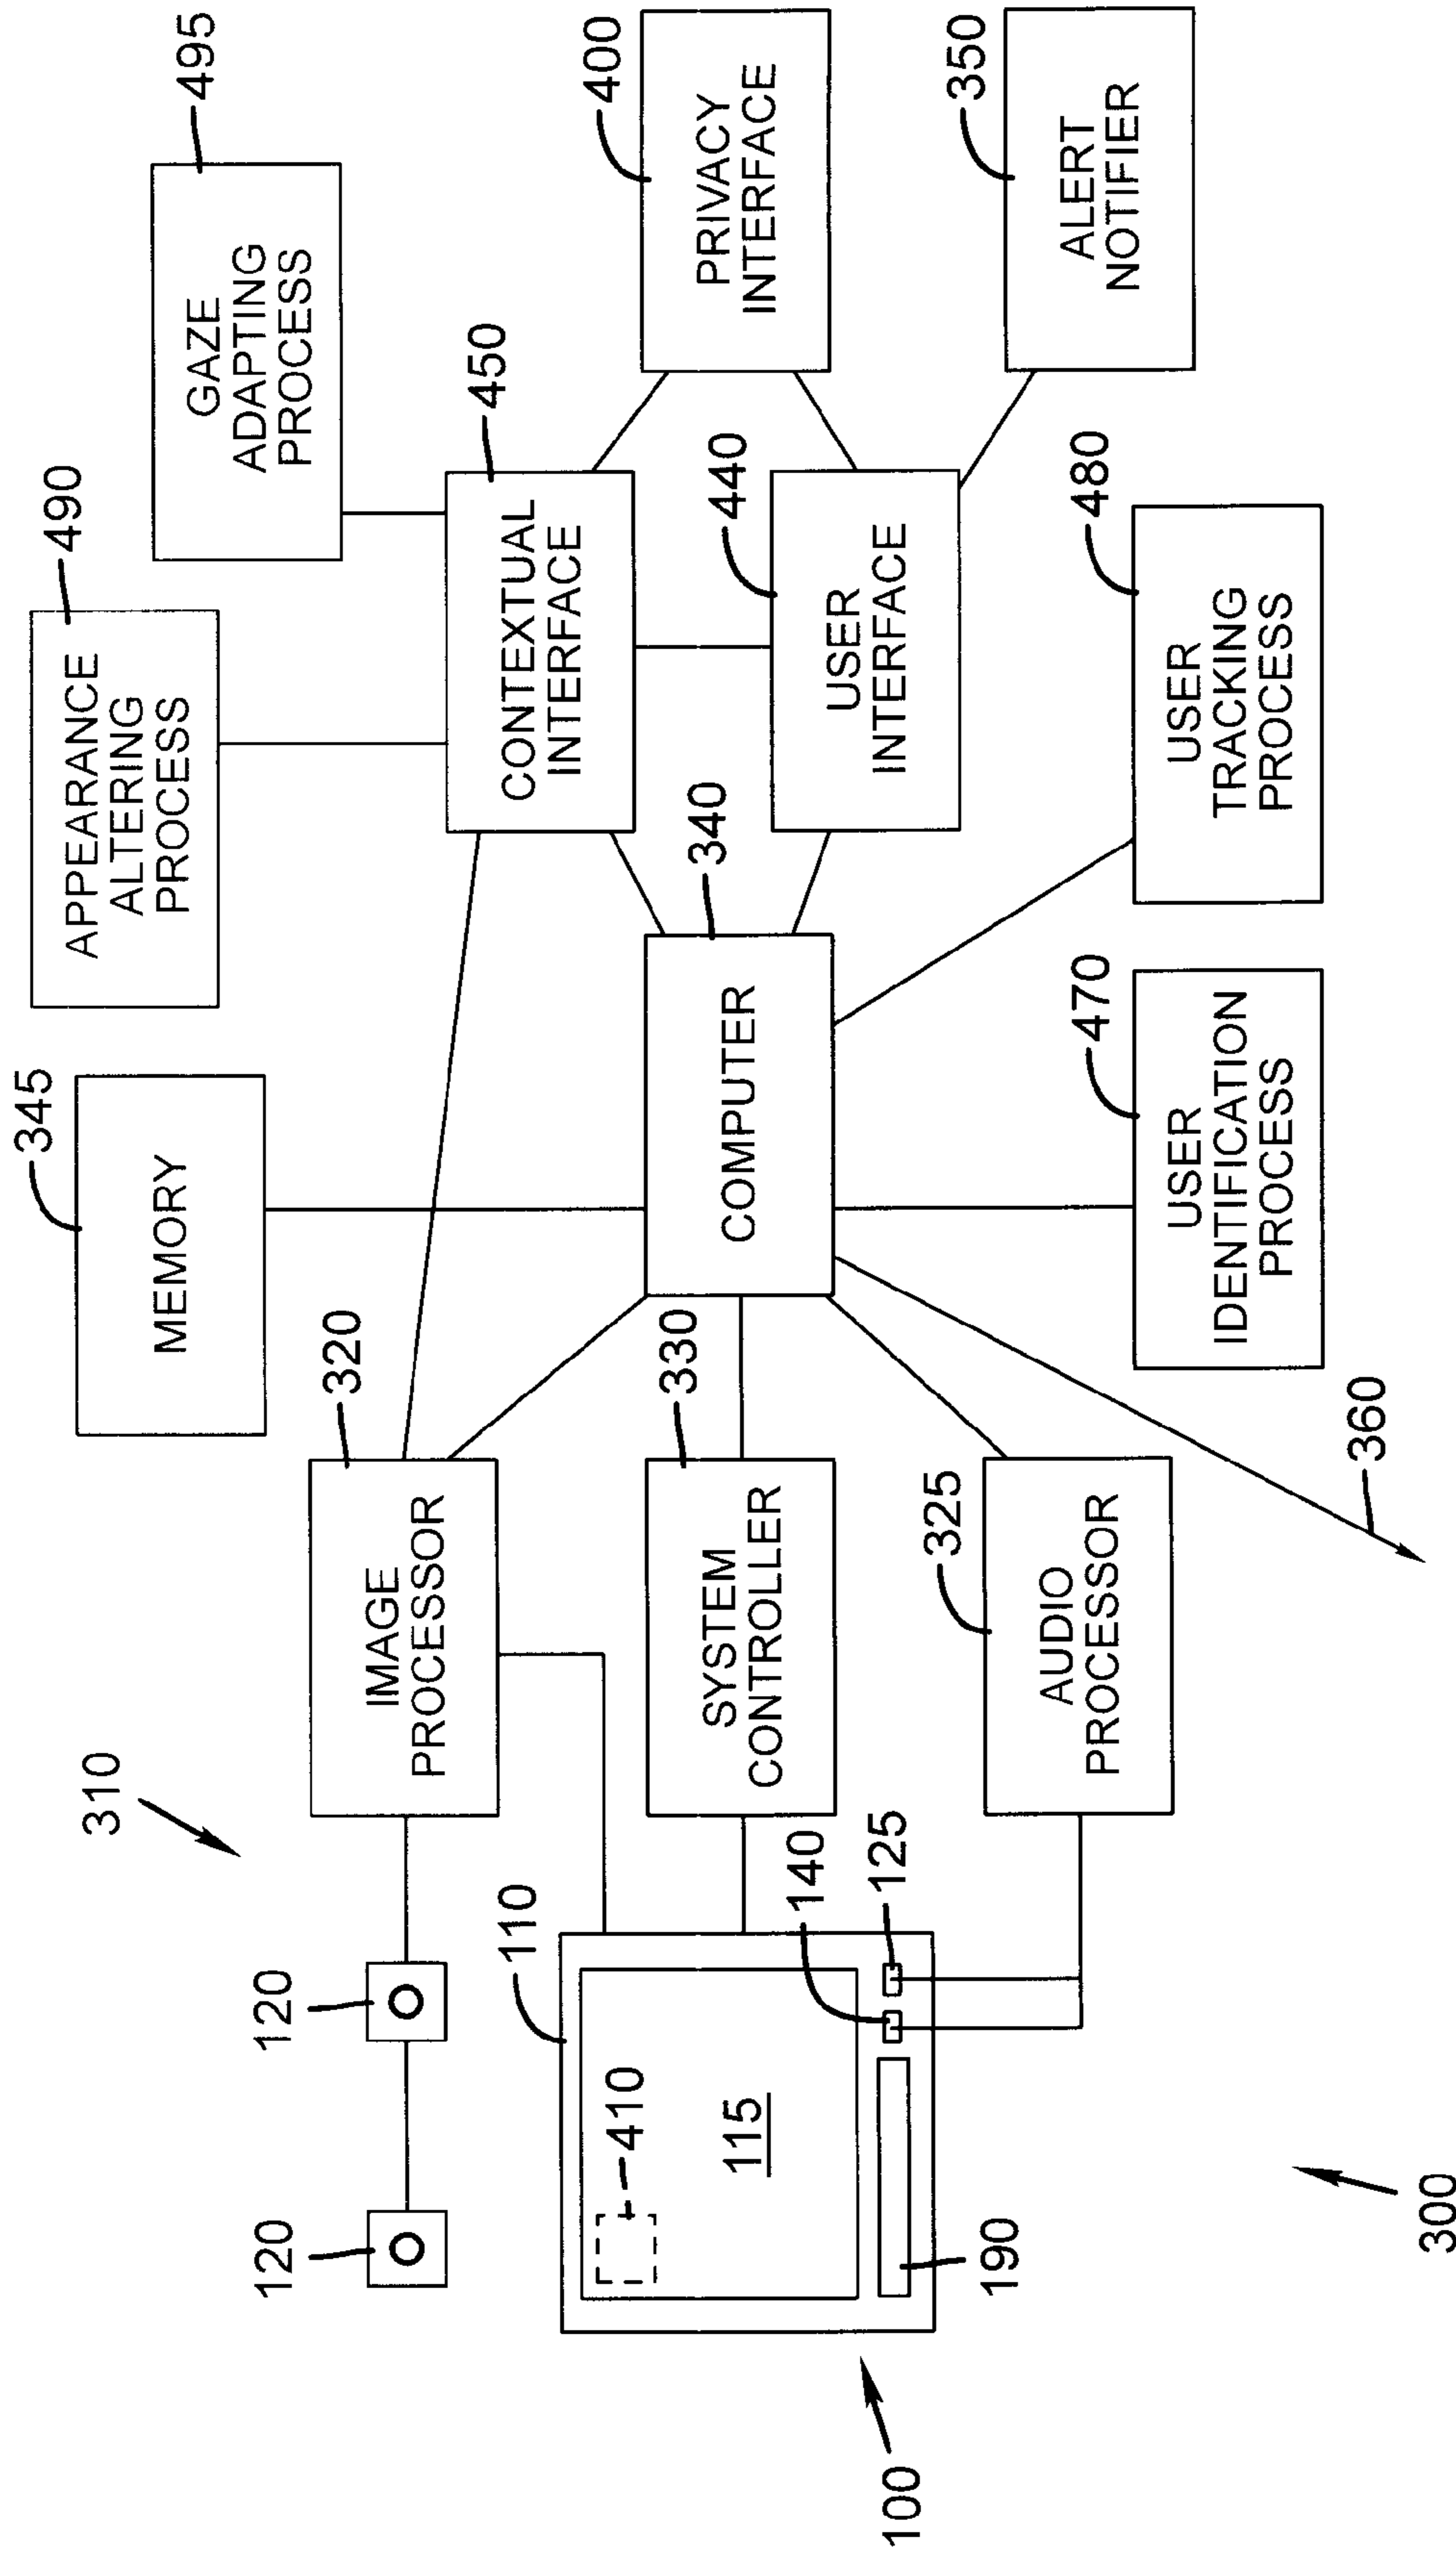 345
MEMORY
490
APPEARANCE
ALTERING
PROCESS
495
GAZE
ADAPTING
PROCESS
310
120
120
320
IMAGE
PROCESSOR
450
CONTEXTUAL
INTERFACE
400
PRIVACY
INTERFACE
110
410
115
140
125
190
330
SYSTEM
CONTROLLER
340
COMPUTER
440
USER
INTERFACE
350
ALERT
NOTIFIER
325
AUDIO
PROCESSOR
470
USER
IDENTIFICATION
PROCESS
480
USER
TRACKING
PROCESS
100
360
300